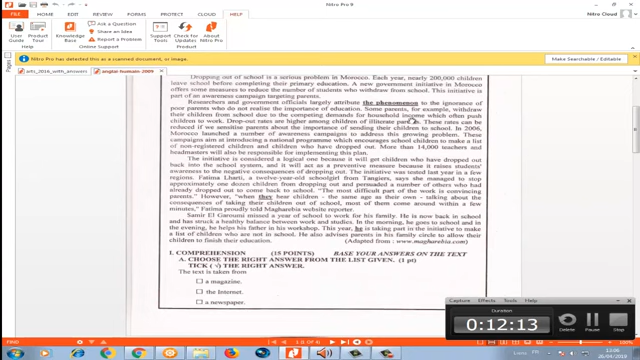 Nitro Pro 9
FILE
HOME
EDIT
REVIEW
FORMS
PROTECT
CLOUD
HELP
Nitro Cloud
User Guide
Product Tour
Knowledge Base
Ask a Question
Share an Idea
Report a Problem
Online Support
Support Tools
Check for Updates
About Nitro Pro
Nitro Pro has detected this as a scanned document, or image.
Make Searchable / Editable
Pages
arts_2016_with_answers
anglai humain-2009
Dropping out of school is a serious problem in Morocco. Each year, nearly 200,000 children
leave school before completing their primary education. A new government initiative in Morocco
offers some measures to reduce the number of students who withdraw from school. This initiative is
part of an awareness campaign targeting parents.
Researchers and government officials largely attribute the phenomenon to the ignorance of
parents who do not realise the importance of education. Some parents, for example, withdraw
their children from school due to the competing demands for household income which often push
children to work. Drop-out rates are higher among children of illiterate parents. These rates can be
reduced if we sensitise parents about the importance of sending their children to school. In 2006,
Morocco launched a number of awareness campaigns to address this growing problem. These
campaigns aim at introducing a national programme which encourages school children to make a list
of non-registered children and children who have dropped out. More than 14,000 teachers and
headmasters will also be responsible for implementing this plan.
The initiative is considered a logical one because it will get children who have dropped out
back into the school system, and it will act as a preventive measure because it raises students'
awareness to the negative consequences of dropping out. The initiative was tested last year in a few
regions. Fatima Lharti, a twelve-year-old schoolgirl from Tangiers, says she managed to stop
approximately one dozen children from dropping out and persuaded a number of others who had
already dropped out to come back to school. "The most difficult part of the work is convincing
parents." However, "when they hear children - the same age as their own - talking about the
consequences of taking their children out of school, most of them come around within a few
minutes," Fatima proudly told Magharebia website reporter.
Samir El Garoumi missed a year of school to work for his family. He is now back in school
and has struck a healthy balance between work and studies. In the morning, he goes to school and in
the evening, he helps his father in his workshop. This year, he is taking part in the initiative to make
a list of children who are not in school. He also advises parents in his family circle to allow their
children to finish their education.
(Adapted from : www.magharebia.com)
I. COMPREHENSION (15 POINTS) BASE YOUR ANSWERS ON THE TEXT
A. CHOOSE THE RIGHT ANSWER FROM THE LIST GIVEN. (1 pt)
TICK (√) THE RIGHT ANSWER.
The text is taken from
a magazine.
the Internet.
a newspaper.
Capture
Effects
Tools
Help
Duration
0:12:13
Delete
Pause
Stop